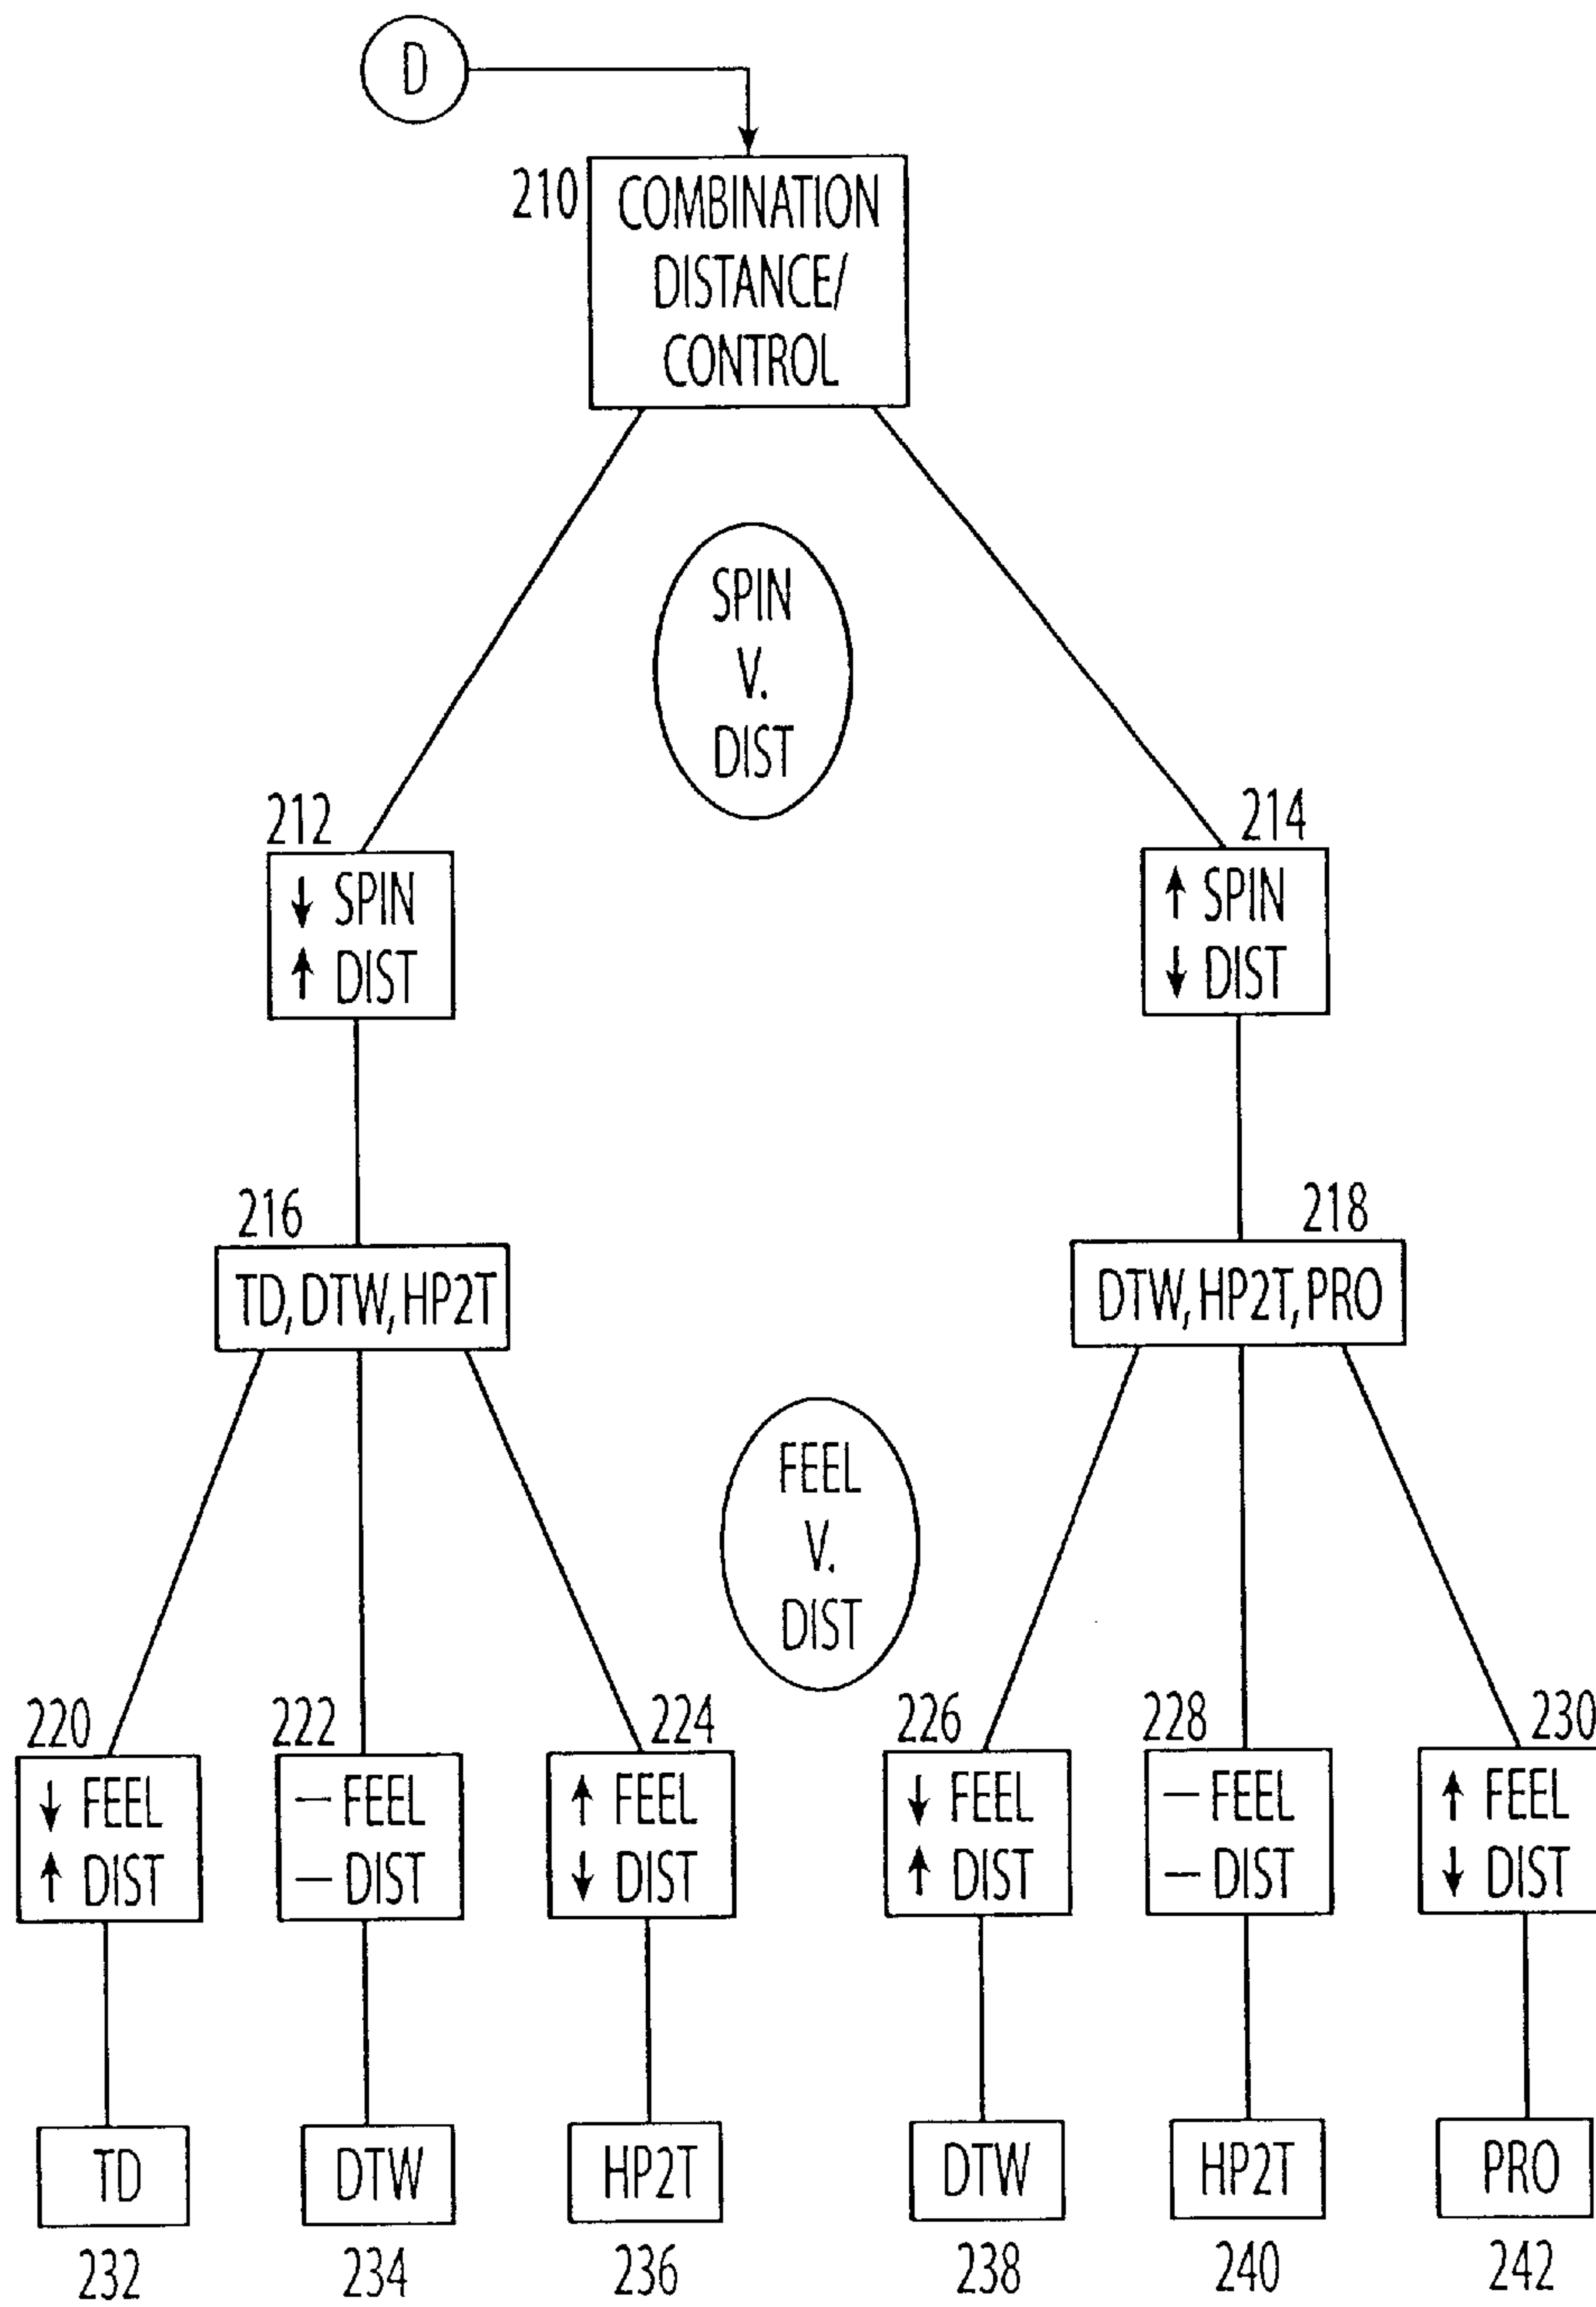 D
210
COMBINATION
DISTANCE/
CONTROL
SPIN
V.
DIST
212
↓ SPIN
↑ DIST
214
↑ SPIN
↓ DIST
216
TD, DTW, HP2T
218
DTW, HP2T, PRO
FEEL
V.
DIST
220
↓ FEEL
↑ DIST
222
— FEEL
— DIST
224
↑ FEEL
↓ DIST
226
↓ FEEL
↑ DIST
228
— FEEL
— DIST
230
↑ FEEL
↓ DIST
TD
232
DTW
234
HP2T
236
DTW
238
HP2T
240
PRO
242